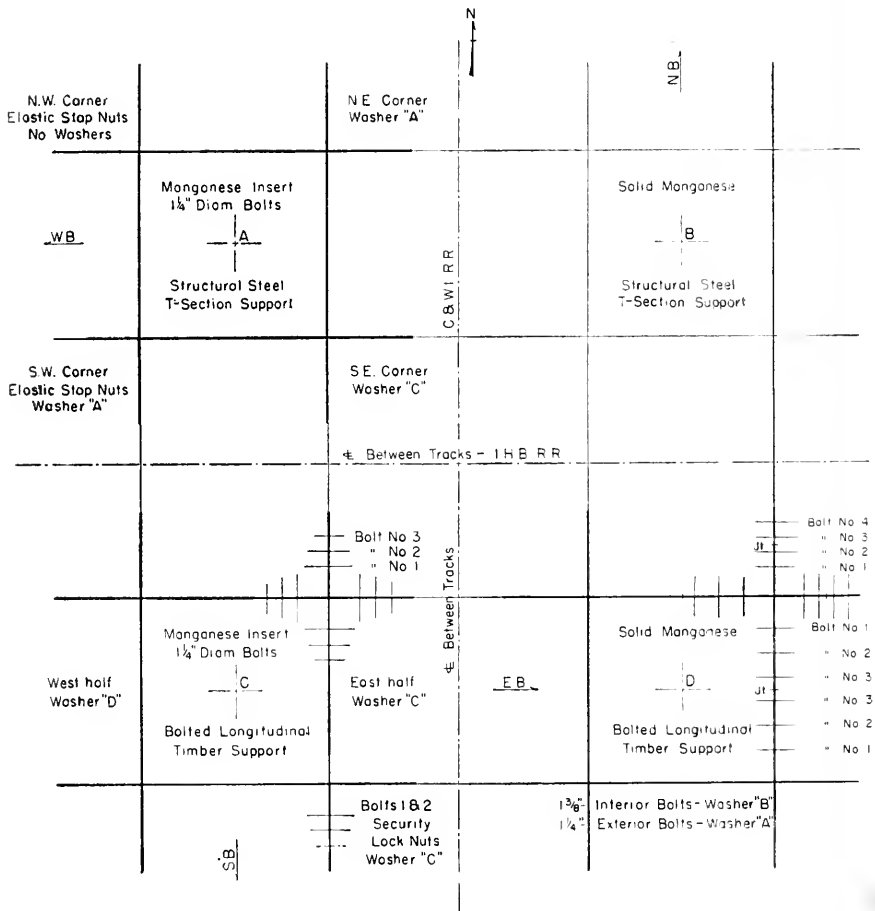 N
NB
N.W. Corner
Elastic Stop Nuts
No Washers
N E Corner
Washer "A"
Manganese Insert
1¼" Diam Bolts
A
Structural Steel
T-Section Support
Solid Manganese
B
Structural Steel
T-Section Support
WB
C & W I R R
S.W. Corner
Elastic Stop Nuts
Washer "A"
S E. Corner
Washer "C"
℄ Between Tracks - I H B R R
Bolt No 3
" No 2
" No 1
Bolt No 4
" No 3
Jt
" No 2
" No 1
℄ Between Tracks
Manganese Insert
1¼" Diam Bolts
C
Bolted Longitudinal
Timber Support
West half
Washer "D"
East half
Washer "C"
EB
Solid Manganese
D
Bolted Longitudinal
Timber Support
Bolt No 1
" No 2
" No 3
Jt
" No 3
" No 2
" No 1
Bolts 1 & 2
Security
Lock Nuts
Washer "C"
1⅜"- Interior Bolts - Washer "B"
1¼"- Exterior Bolts - Washer "A"
SB